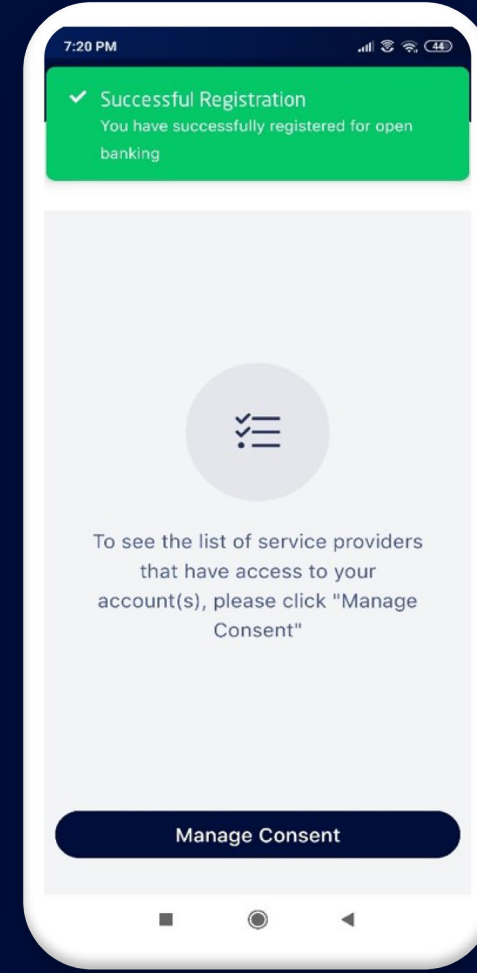 7:20 PM
44
Successful Registration
You have successfully registered for open
banking
To see the list of service providers
that have access to your
account(s), please click "Manage
Consent"
Manage Consent